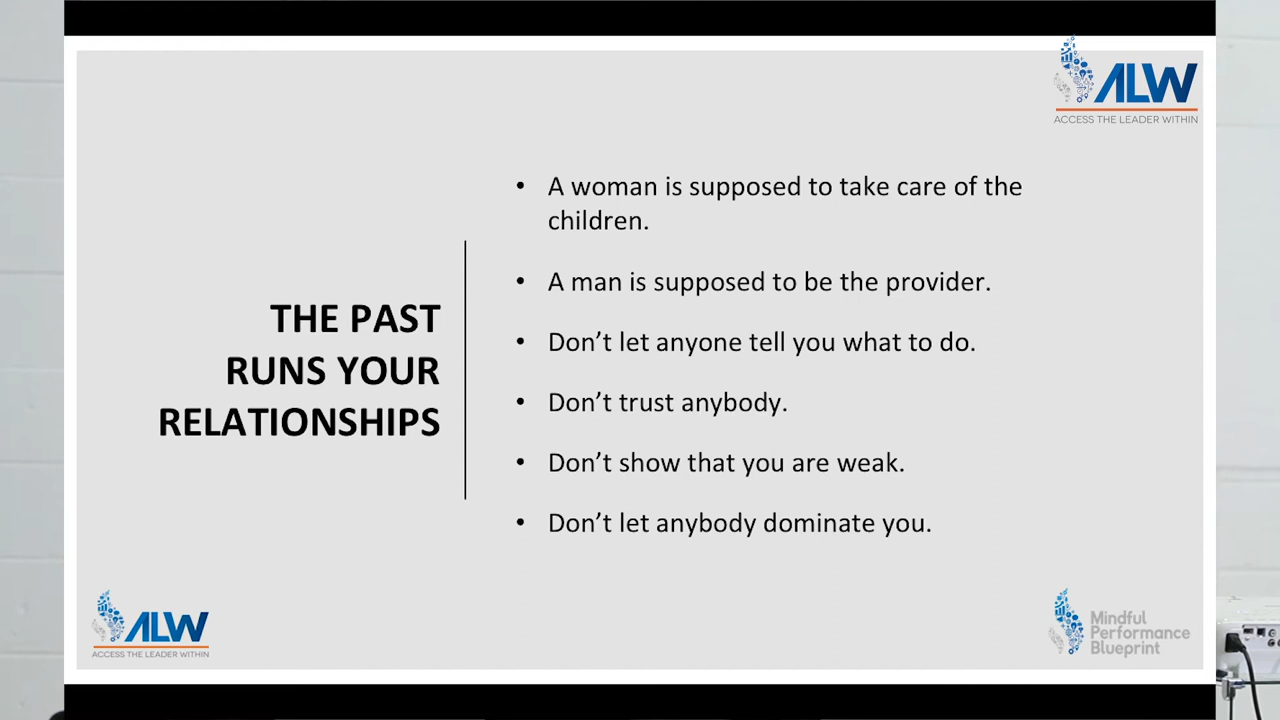 ALW
ACCESS THE LEADER WITHIN
THE PAST
RUNS YOUR
RELATIONSHIPS
• A woman is supposed to take care of the
children.
• A man is supposed to be the provider.
• Don’t let anyone tell you what to do.
• Don’t trust anybody.
• Don’t show that you are weak.
• Don’t let anybody dominate you.
ALW
ACCESS THE LEADER WITHIN
Mindful
Performance
Blueprint